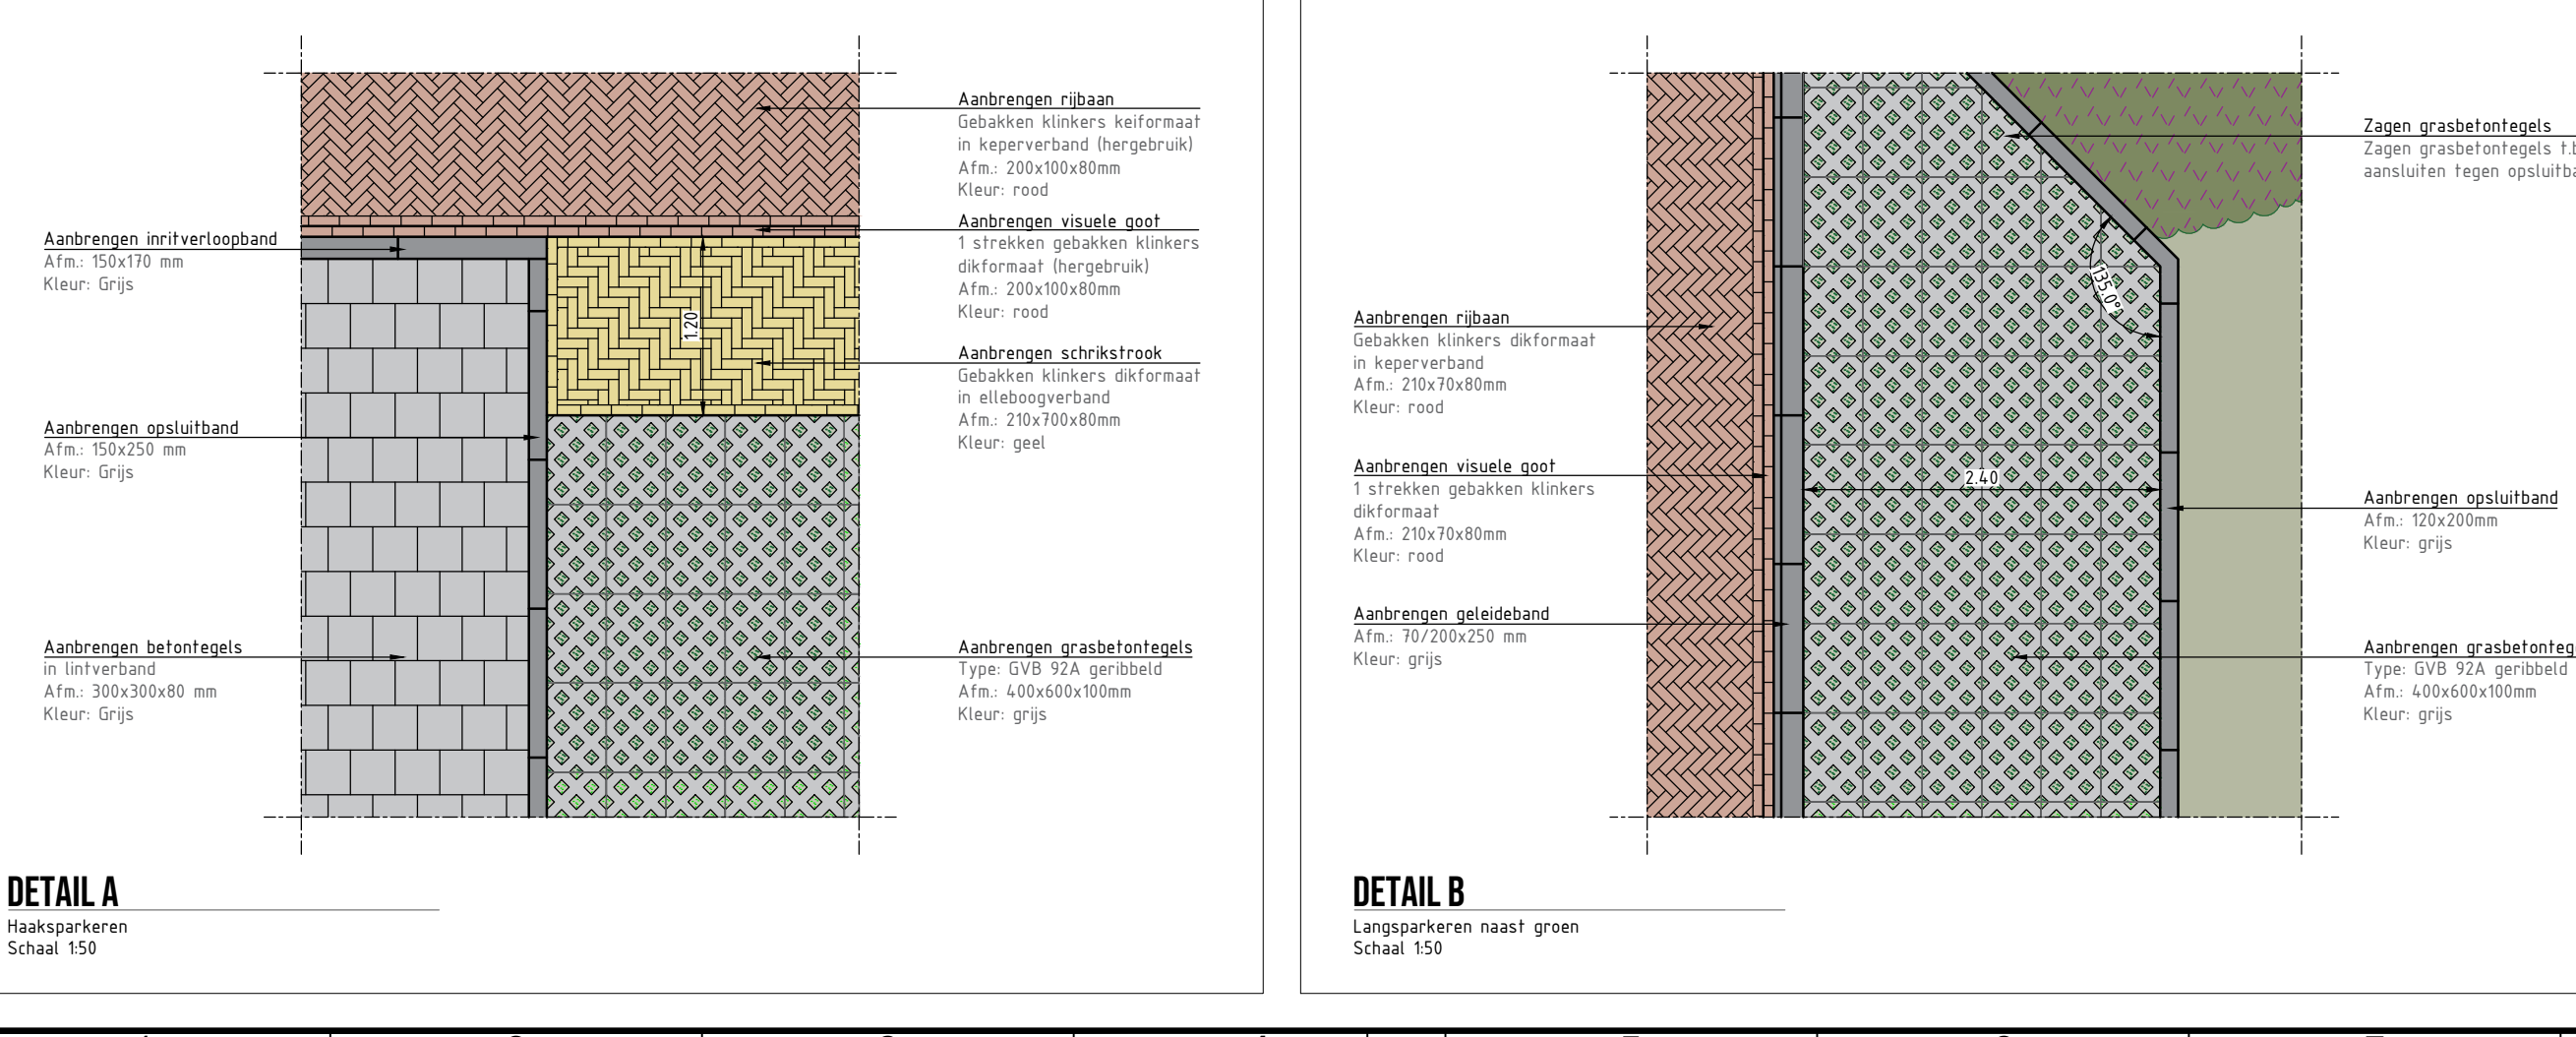 Aanbrengen inritverloopband
Afm.: 150x170 mm
Kleur: Grijs
Aanbrengen opsluitband
Afm.: 150x250 mm
Kleur: Grijs
Aanbrengen betontegels
in lintverband
Afm.: 300x300x80 mm
Kleur: Grijs
1.20
Aanbrengen rijbaan
Gebakken klinkers keiformaat
in keperverband (hergebruik)
Afm.: 200x100x80mm
Kleur: rood
Aanbrengen visuele goot
1 strekken gebakken klinkers
dikformaat (hergebruik)
Afm.: 200x100x80mm
Kleur: rood
Aanbrengen schrikstrook
Gebakken klinkers dikformaat
in elleboogverband
Afm.: 210x700x80mm
Kleur: geel
Aanbrengen grasbetontegels
Type: GVB 92A geribbeld
Afm.: 400x600x100mm
Kleur: grijs
DETAIL A
Haaksparkeren
Schaal 1:50
Aanbrengen rijbaan
Gebakken klinkers dikformaat
in keperverband
Afm.: 210x70x80mm
Kleur: rood
Aanbrengen visuele goot
1 strekken gebakken klinkers
dikformaat
Afm.: 210x70x80mm
Kleur: rood
Aanbrengen geleideband
Afm.: 70/200x250 mm
Kleur: grijs
135.0°
2.40
Zagen grasbetontegels
Zagen grasbetontegels
aansluiten tegen
Aanbrengen opsluitband
Afm.: 120x200mm
Kleur: grijs
Aanbrengen
Type: GVB 92A geribbeld
Afm.: 400x600x100mm
Kleur: grijs
DETAIL B
Langsparkeren naast groen
Schaal 1:50